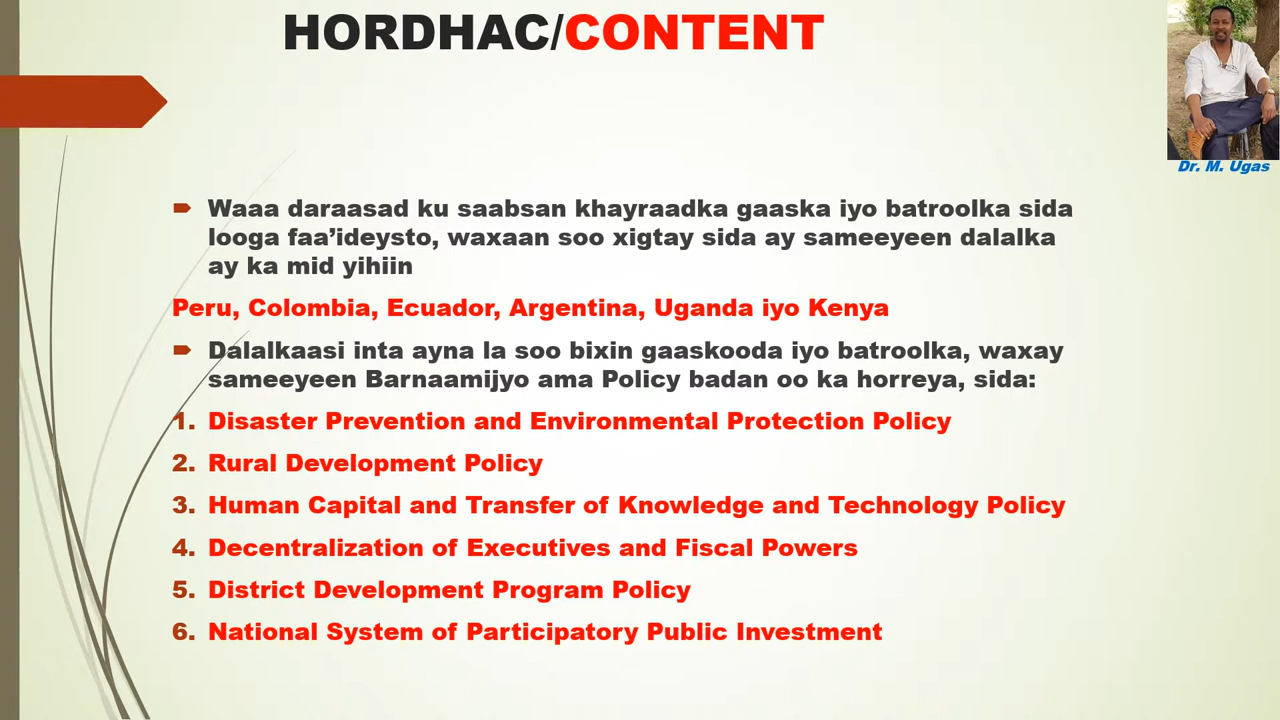 HORDHAC/CONTENT
Dr. M. Ugas
Waaa daraasad ku saabsan khayraadka gaaska iyo batroolka sida
looga faa’ideysto, waxaan soo xigtay sida ay sameeyeen dalalka
ay ka mid yihiin
Peru, Colombia, Ecuador, Argentina, Uganda iyo Kenya
Dalalkaasi inta ayna la soo bixin gaaskooda iyo batroolka, waxay
sameeyeen Barnaamijyo ama Policy badan oo ka horreya, sida:
1. Disaster Prevention and Environmental Protection Policy
2. Rural Development Policy
3. Human Capital and Transfer of Knowledge and Technology Policy
4. Decentralization of Executives and Fiscal Powers
5. District Development Program Policy
6. National System of Participatory Public Investment